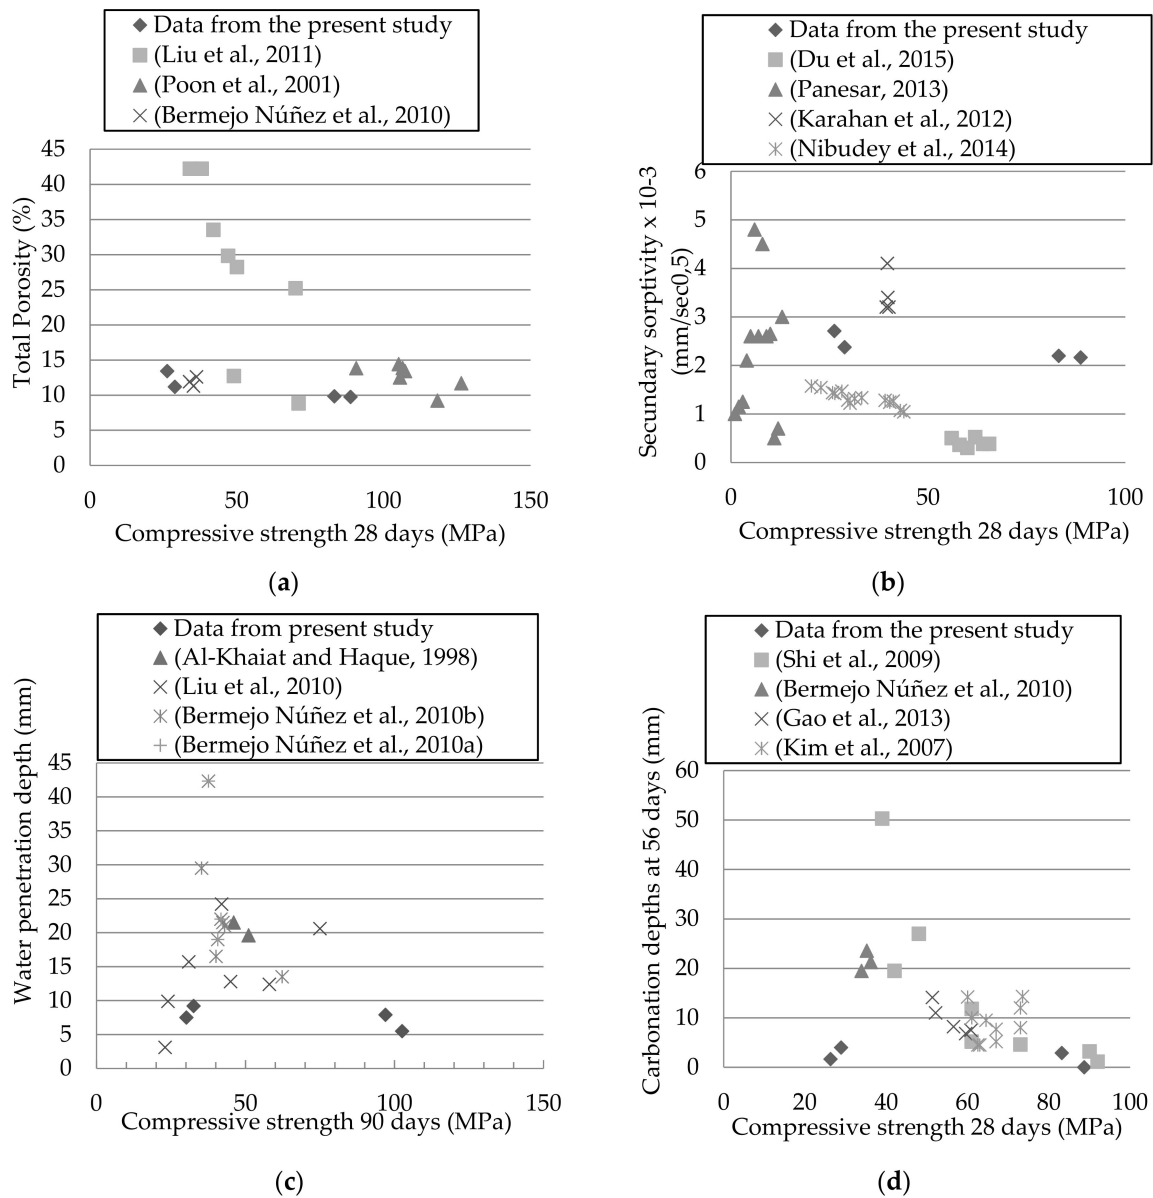 Data from the present study
(Liu et al., 2011)
(Poon et al., 2001)
(Bermejo Núñez et al., 2010)
Total Porosity (%)
45
40
35
30
25
20
15
10
5
0
0 50 100 150
Compressive strength 28 days (MPa)
(a)
Data from the present study
(Du et al., 2015)
(Panesar, 2013)
(Karahan et al., 2012)
(Nibudey et al., 2014)
Secundary sorptivity x 10-3
(mm/sec0,5)
6
5
4
3
2
1
0
0 50 100
Compressive strength 28 days (MPa)
(b)
Data from present study
(Al-Khaiat and Haque, 1998)
(Liu et al., 2010)
(Bermejo Núñez et al., 2010b)
(Bermejo Núñez et al., 2010a)
Water penetration depth (mm)
45
40
35
30
25
20
15
10
5
0
0 50 100 150
Compressive strength 90 days (MPa)
(c)
Data from the present study
(Shi et al., 2009)
(Bermejo Núñez et al., 2010)
(Gao et al., 2013)
(Kim et al., 2007)
Carbonation depths at 56 days (mm)
60
50
40
30
20
10
0
0 20 40 60 80 100
Compressive strength 28 days (MPa)
(d)